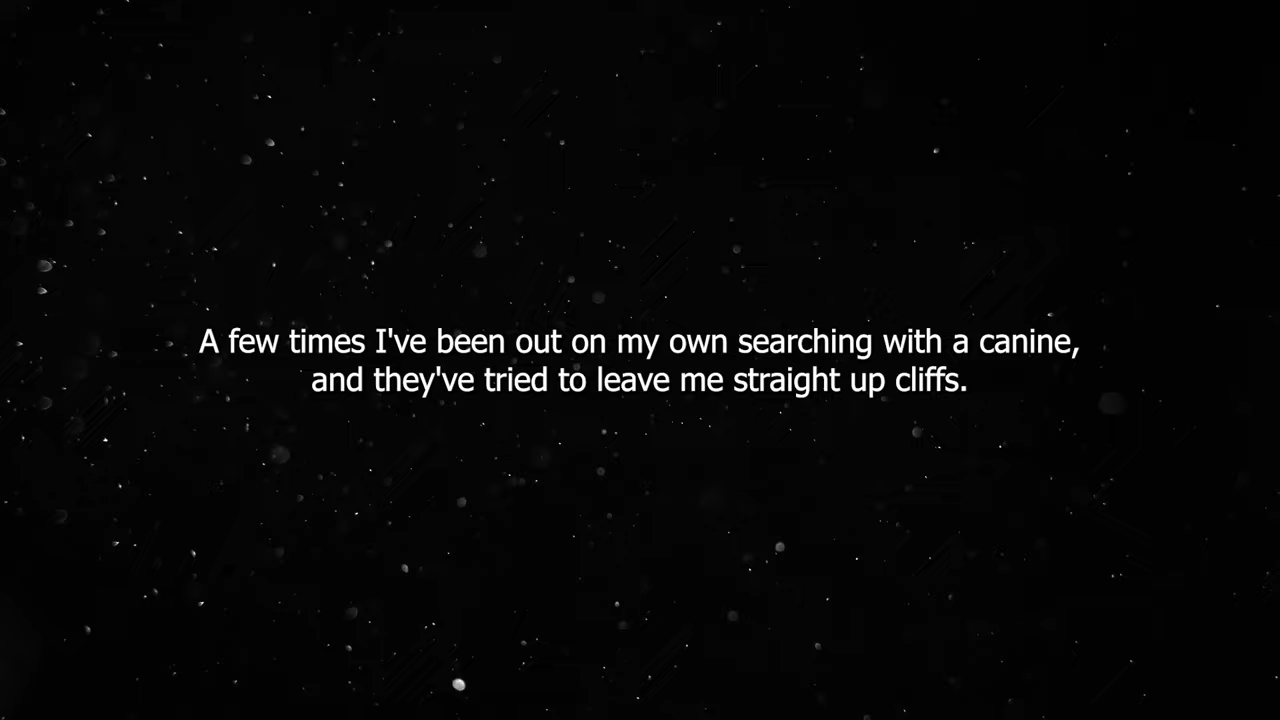 A few times I've been out on my own searching with a canine,
and they've tried to leave me straight up cliffs.